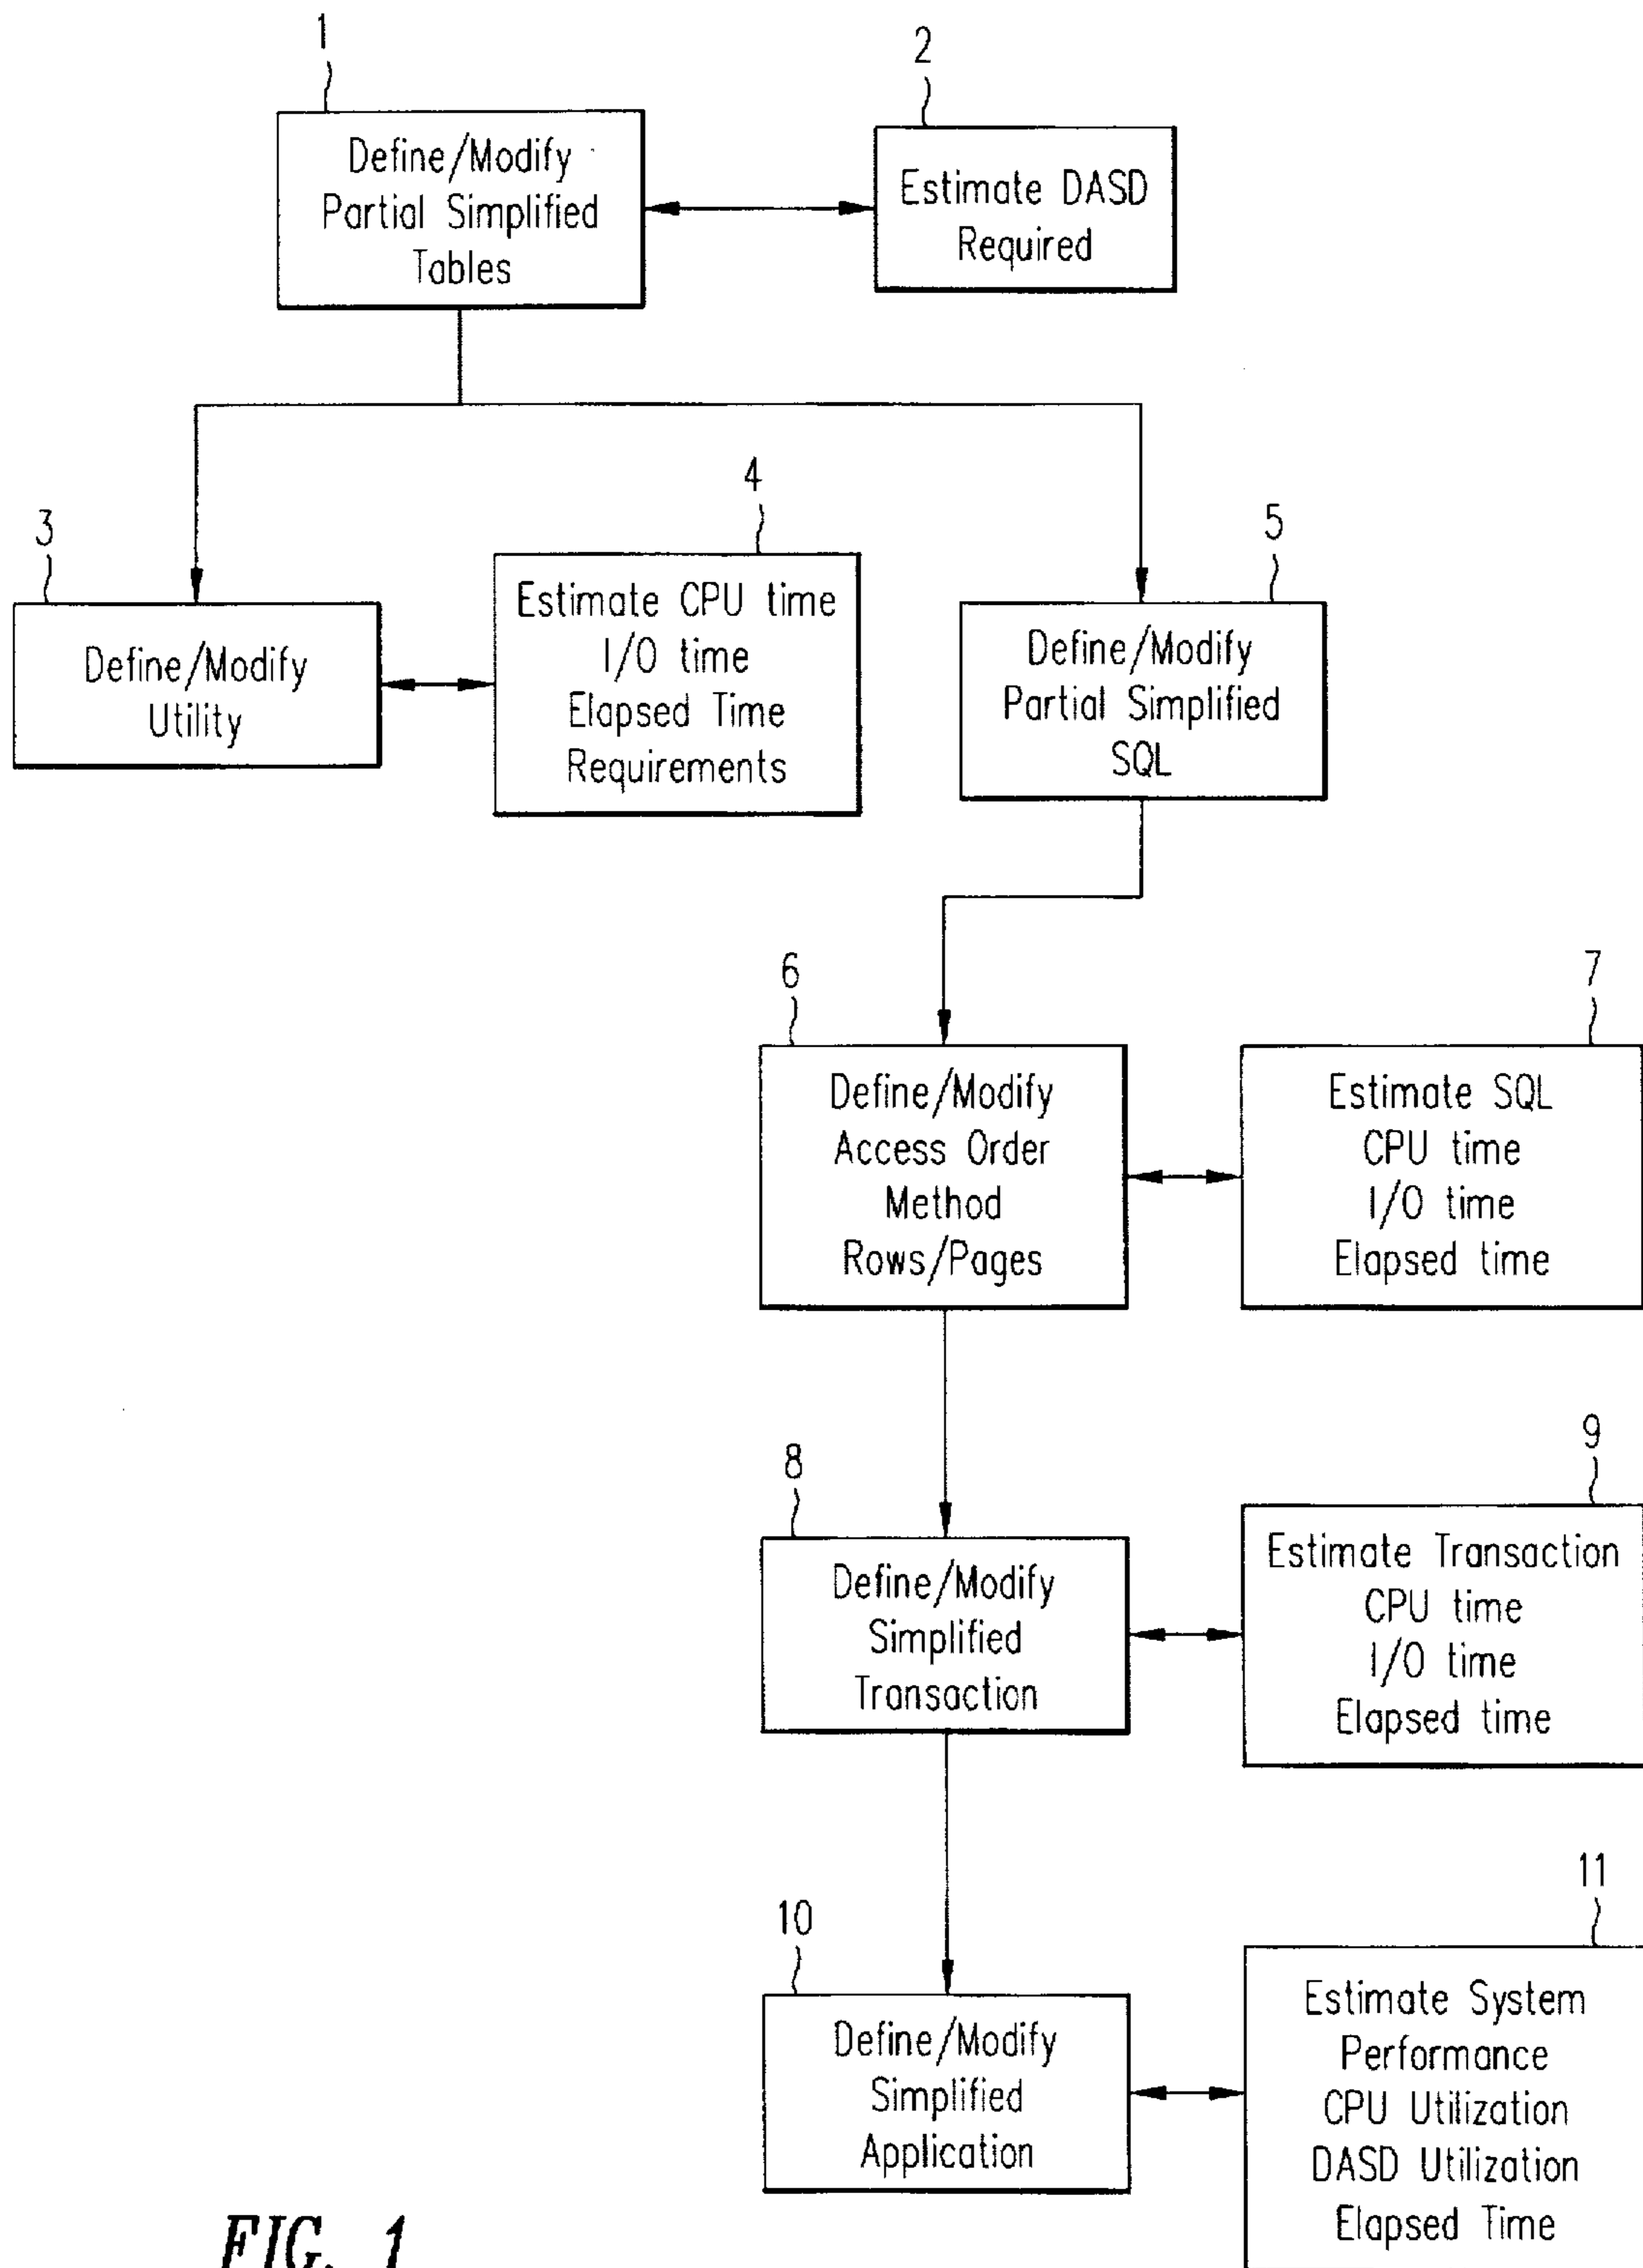 1
Define/Modify
Partial Simplified
Tables
2
Estimate DASD
Required
3
Define/Modify
Utility
4
Estimate CPU time
I/O time
Elapsed Time
Requirements
5
Define/Modify
Partial Simplified
SQL
6
Define/Modify
Access Order
Method
Rows/Pages
7
Estimate SQL
CPU time
I/O time
Elapsed time
8
Define/Modify
Simplified
Transaction
9
Estimate Transaction
CPU time
I/O time
Elapsed time
10
Define/Modify
Simplified
Application
11
Estimate System
Performance
CPU Utilization
DASD Utilization
Elapsed Time
FIG. 1